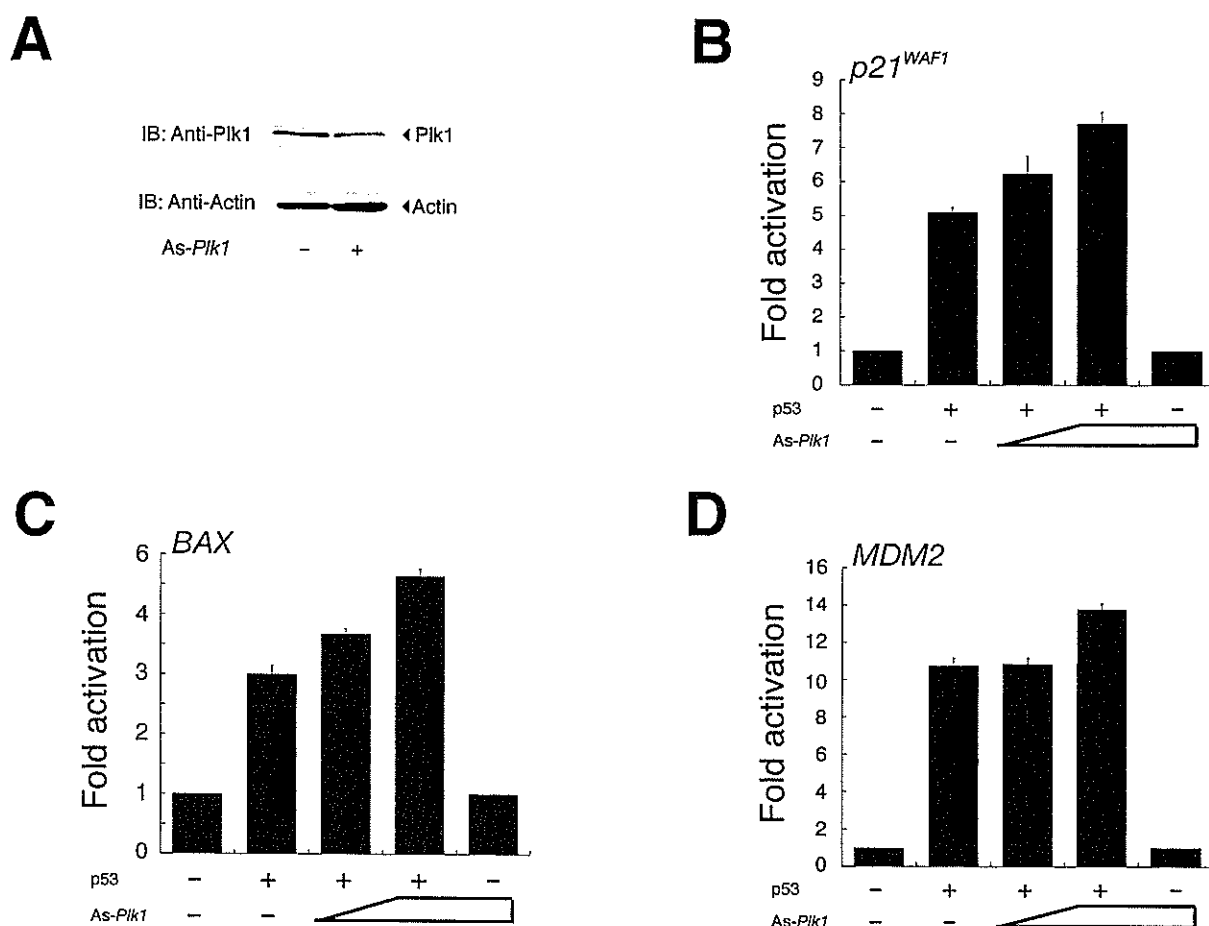 A
IB: Anti-Plk1
Plk1
IB: Anti-Actin
Actin
As-Plk1 − +
B
p21WAF1
Fold activation
9
8
7
6
5
4
3
2
1
0
p53 − + + + −
As-Plk1 − −
C
BAX
Fold activation
6
4
3
2
1
0
p53 − + + + −
As-Plk1 − −
D
MDM2
Fold activation
16
14
12
10
8
6
4
2
0
p53 − + + + −
As-Plk1 − −